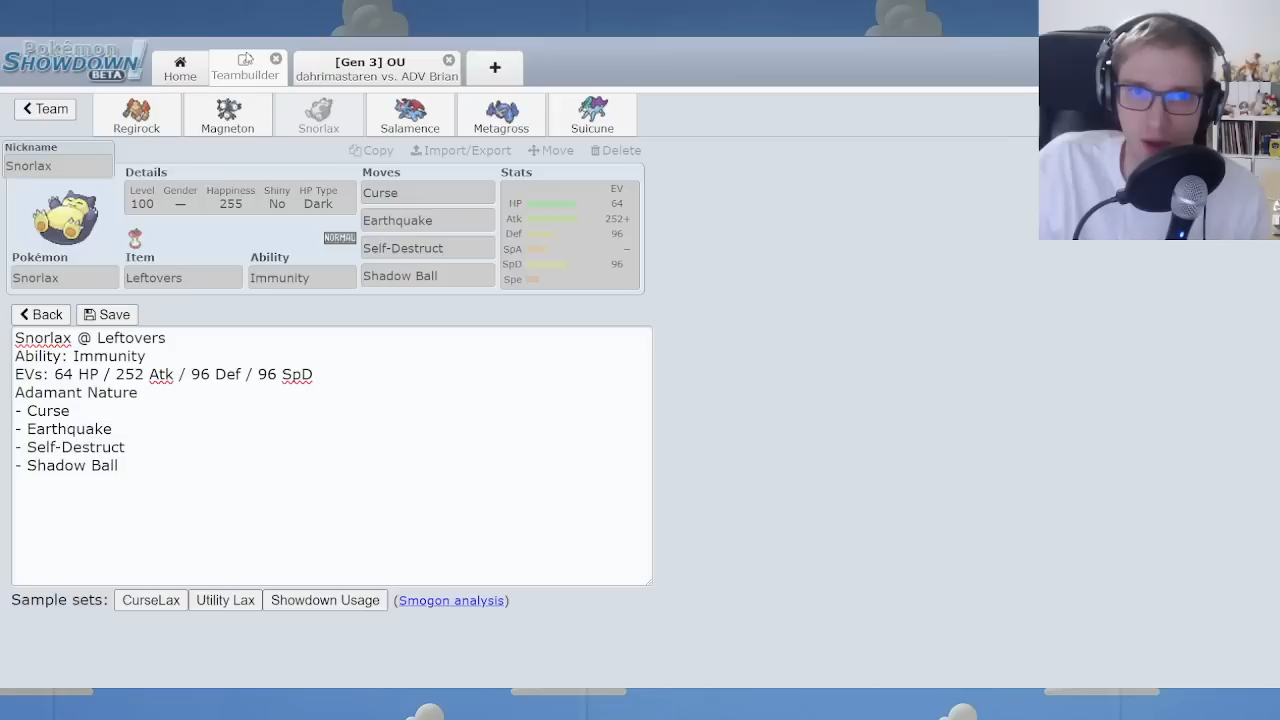 Pokémon
SHOWDOWN!
BETA
Home
Teambuilder
[Gen 3] OU
dahrimastaren vs. ADV Brian
+
Team
Regirock
Magneton
Snorlax
Salamence
Metagross
Suicune
Copy
Import/Export
Move
Delete
Nickname
Snorlax
Details
Level
Gender
Happiness
Shiny
HP Type
100
—
255
No
Dark
NORMAL
Pokémon
Item
Ability
Snorlax
Leftovers
Immunity
Moves
Curse
Earthquake
Self-Destruct
Shadow Ball
Stats
EV
HP 64
Atk 252+
Def 96
SpA –
SpD 96
Spe
Back
Save
Snorlax @ Leftovers
Ability: Immunity
EVs: 64 HP / 252 Atk / 96 Def / 96 SpD
Adamant Nature
- Curse
- Earthquake
- Self-Destruct
- Shadow Ball
Sample sets: CurseLax Utility Lax Showdown Usage (Smogon analysis)